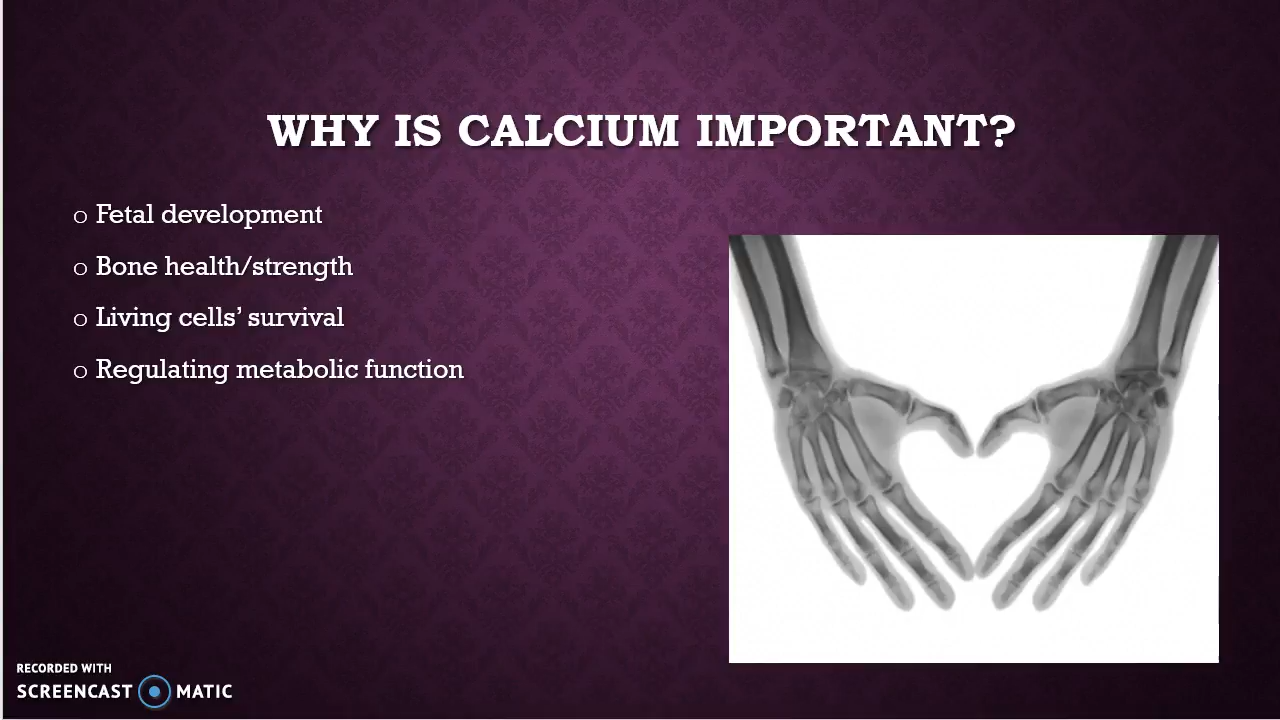 WHY IS CALCIUM IMPORTANT?
o Fetal development
o Bone health/strength
o Living cells’ survival
o Regulating metabolic function
RECORDED WITH
SCREENCAST MATIC